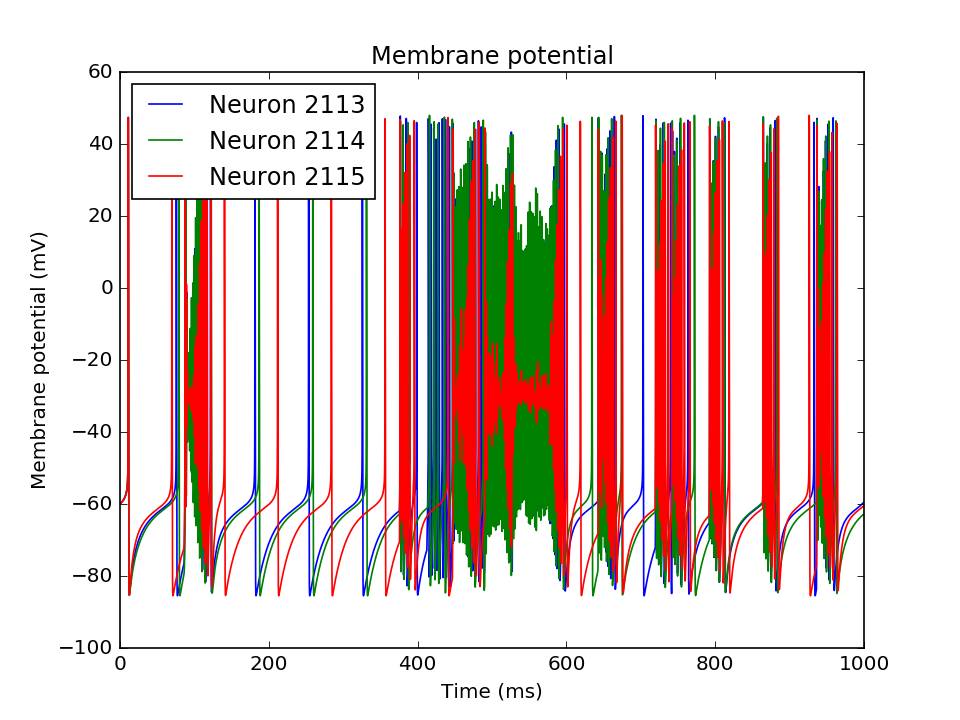 Membrane potential
Neuron 2113
Neuron 2114
Neuron 2115
Membrane potential (mV)
60
40
20
0
−20
−40
−60
−80
−100
0 200 400 600 800 1000
Time (ms)